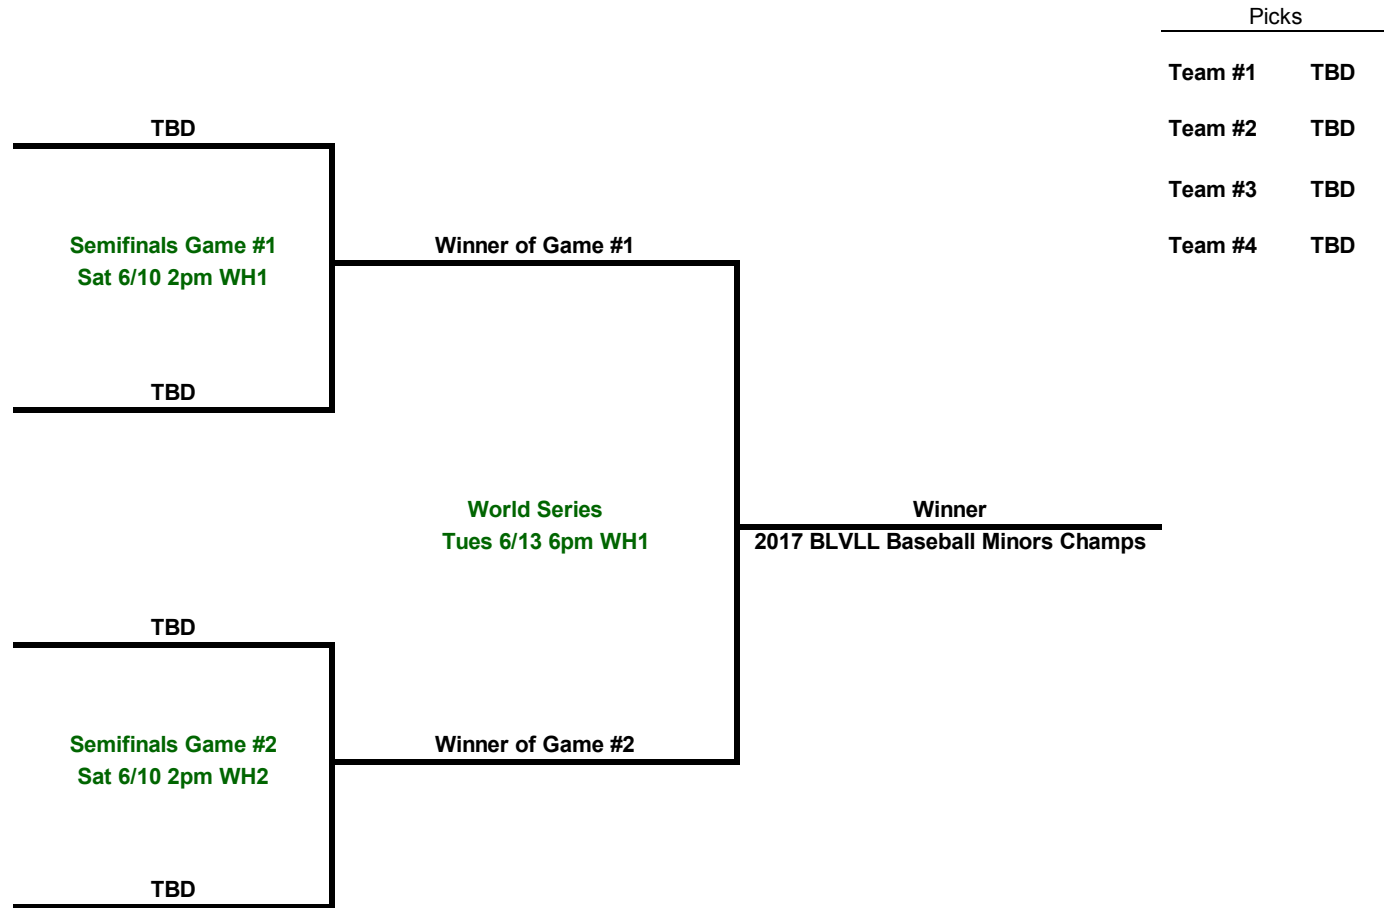 Picks
Team #1 TBD
TBD
Team #2 TBD
Team #3 TBD
Semifinals Game #1
Sat 6/10 2pm WH1
Winner of Game #1
Team #4 TBD
TBD
World Series
Tues 6/13 6pm WH1
Winner
2017 BLVLL Baseball Minors Champs
TBD
Semifinals Game #2
Sat 6/10 2pm WH2
Winner of Game #2
TBD